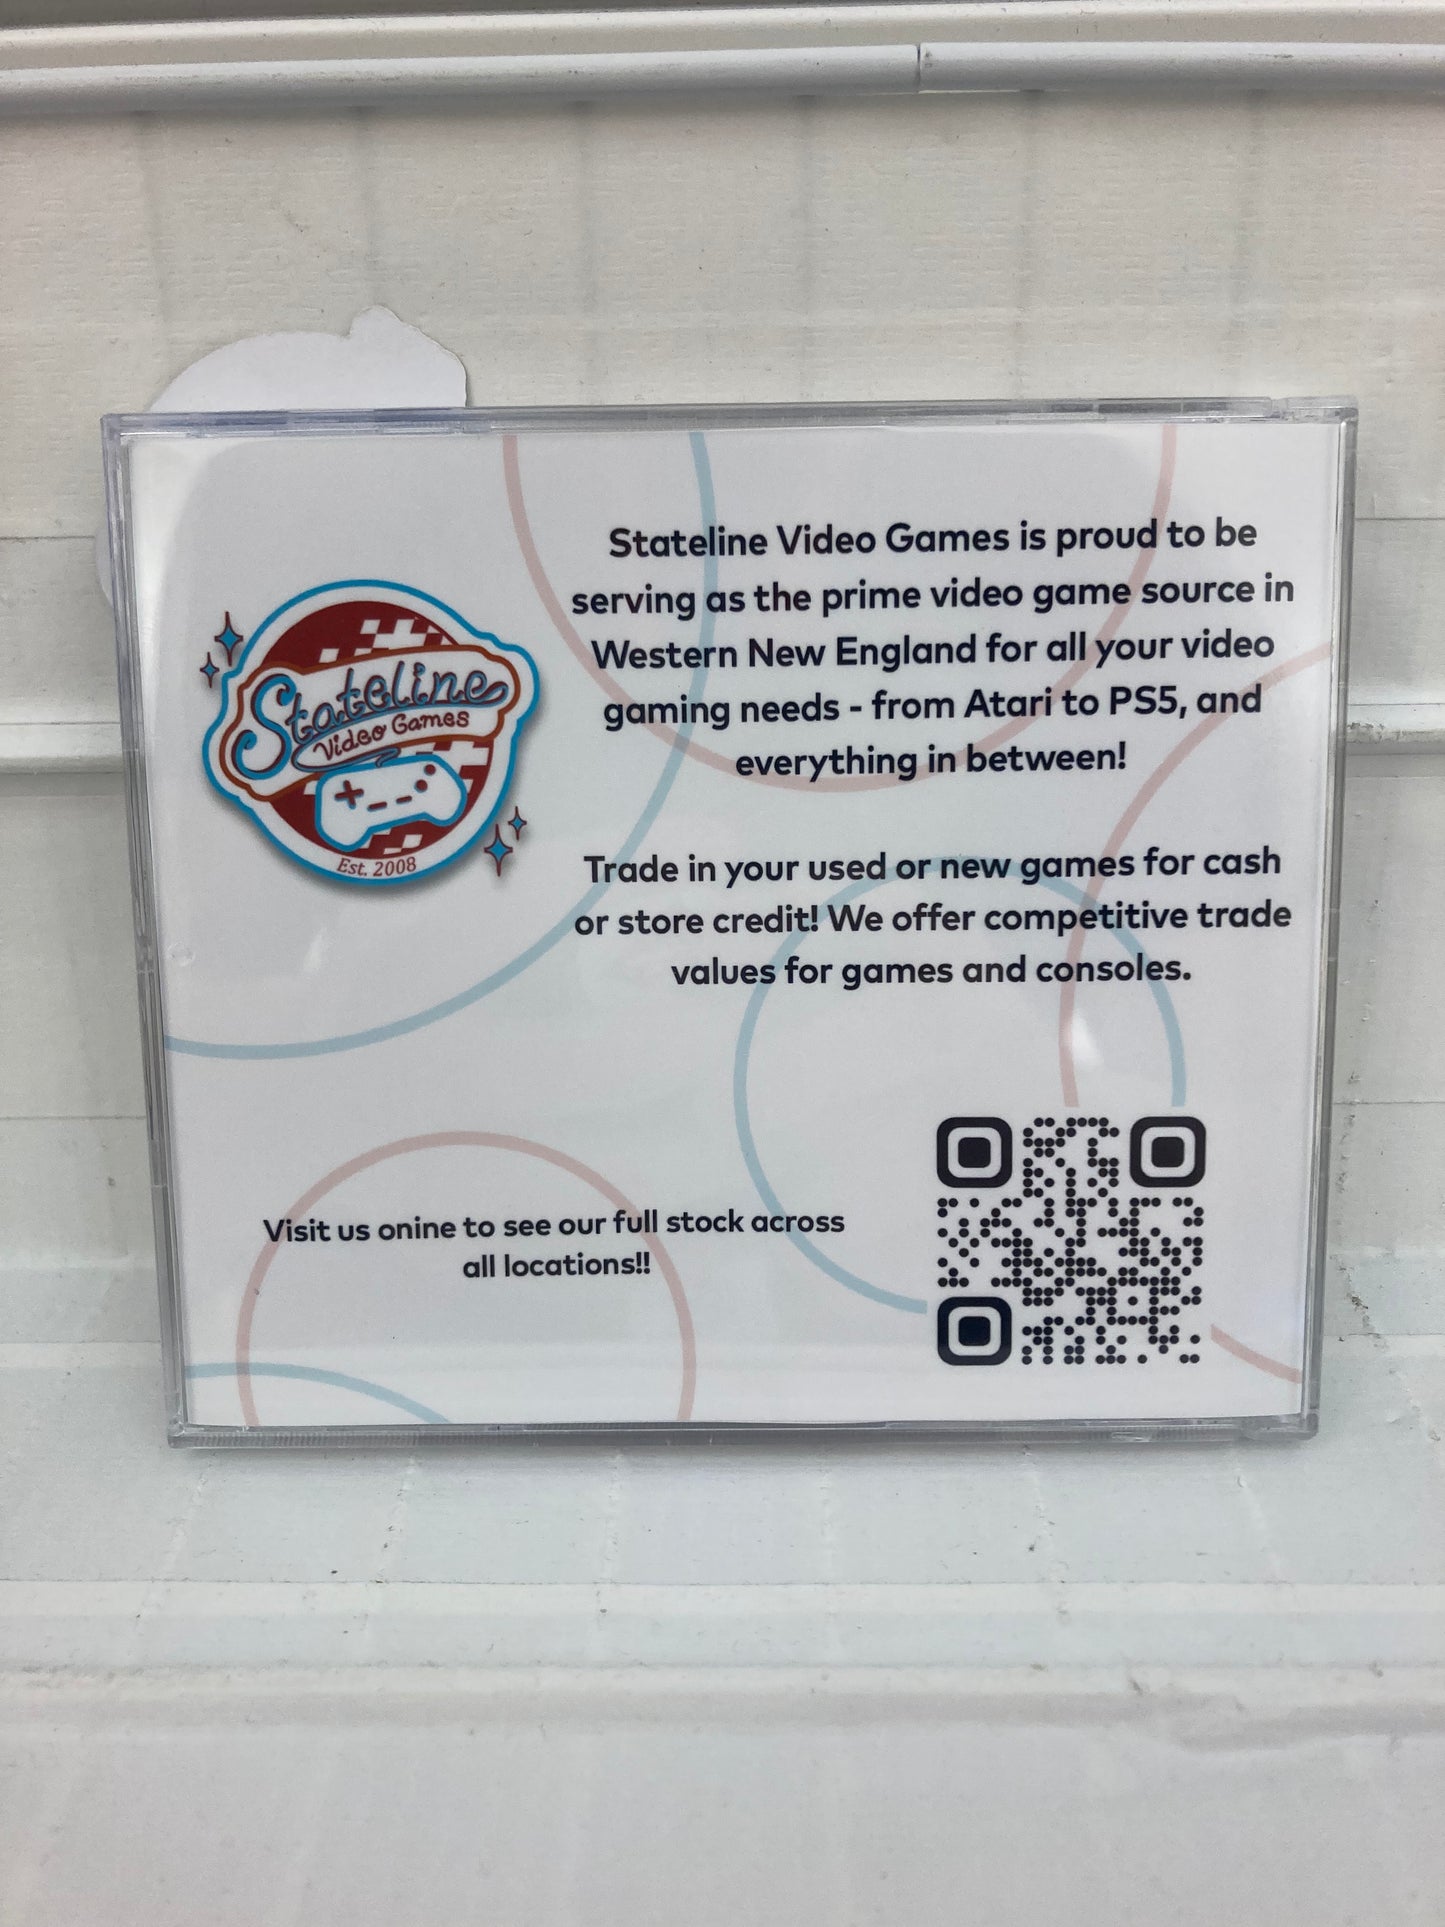 Stateline
Video Games
Est. 2008
Stateline Video Games is proud to be
serving as the prime video game source in
Western New England for all your video
gaming needs - from Atari to PS5, and
everything in between!
Trade in your used or new games for cash
or store credit! We offer competitive trade
values for games and consoles.
Visit us onine to see our full stock across
all locations!!